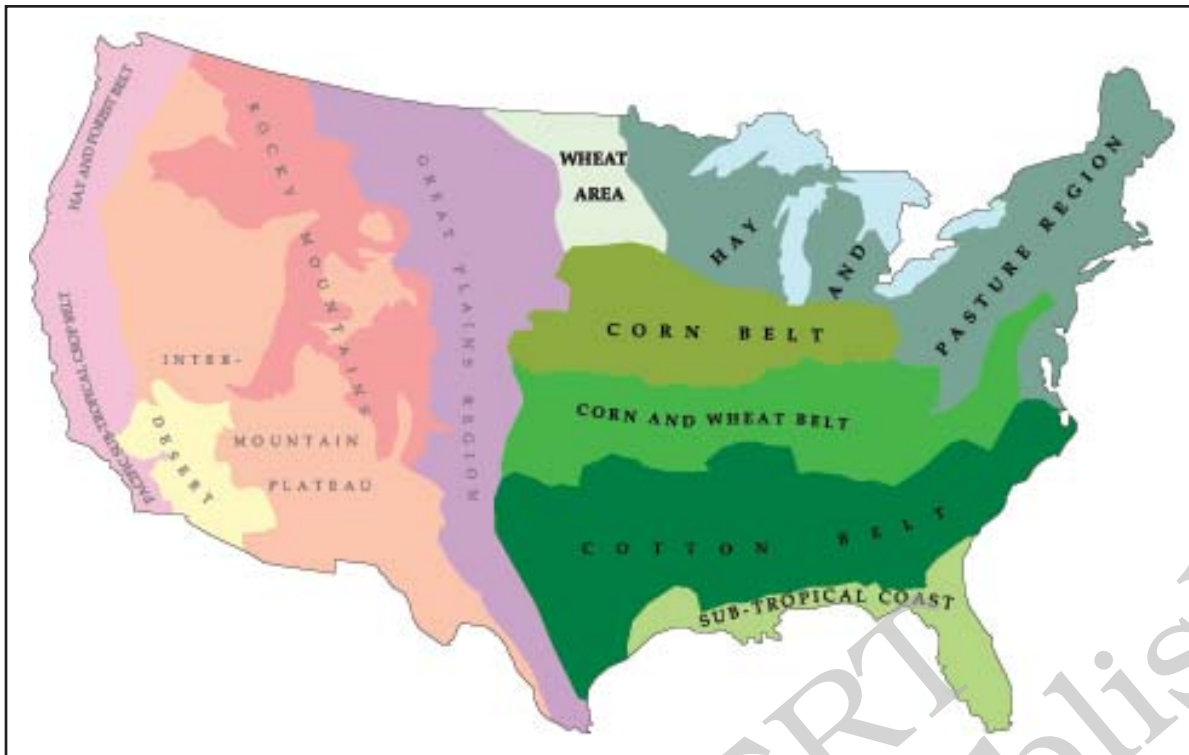 HAY AND FOREST BELT
ROCKY MOUNTAINS
GREAT PLAINS REGION
WHEAT
AREA
HAY AND
PASTURE REGION
CORN BELT
INTER-
MOUNTAIN
PLATEAU
PACIFIC SUB-TROPICAL CROP BELT
DESERT
CORN AND WHEAT BELT
COTTON BELT
SUB-TROPICAL COAST